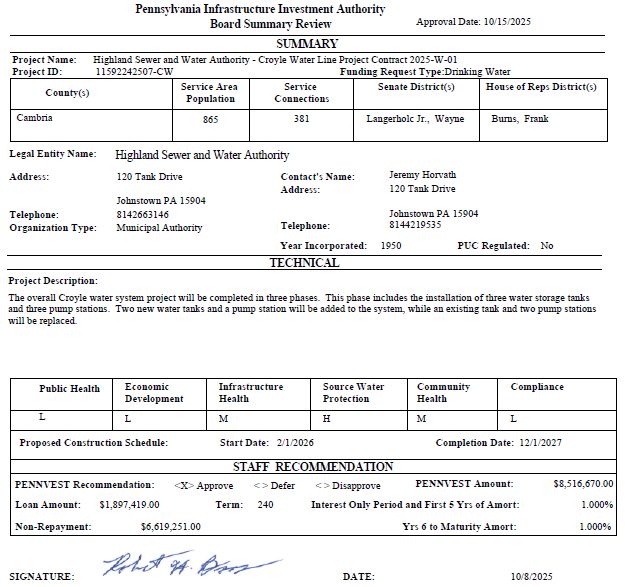 Pennsylvania Infrastructure Investment Authority
Board Summary Review
Approval Date: 10/15/2025
SUMMARY
Project Name: Highland Sewer and Water Authority - Croyle Water Line Project Contract 2025-W-01
Project ID: 11592242507-CW Funding Request Type:Drinking Water
County(s) Service Area Population Service Connections Senate District(s) House of Reps District(s)
Cambria 865 381 Langerholc Jr., Wayne Burns, Frank
Legal Entity Name: Highland Sewer and Water Authority
Address: 120 Tank Drive Contact's Name: Jeremy Horvath
Address: 120 Tank Drive
Johnstown PA 15904 Johnstown PA 15904
Telephone: 8142663146 Telephone: 8144219535
Organization Type: Municipal Authority
Year Incorporated: 1950 PUC Regulated: No
TECHNICAL
Project Description:
The overall Croyle water system project will be completed in three phases. This phase includes the installation of three water storage tanks
and three pump stations. Two new water tanks and a pump station will be added to the system, while an existing tank and two pump stations
will be replaced.
Public Health Economic Development Infrastructure Health Source Water Protection Community Health Compliance
L L M H M L
Proposed Construction Schedule: Start Date: 2/1/2026 Completion Date: 12/1/2027
STAFF RECOMMENDATION
PENNVEST Recommendation: <X> Approve < > Defer < > Disapprove PENNVEST Amount: $8,516,670.00
Loan Amount: $1,897,419.00 Term: 240 Interest Only Period and First 5 Yrs of Amort: 1.000%
Non-Repayment: $6,619,251.00 Yrs 6 to Maturity Amort: 1.000%
SIGNATURE: DATE: 10/8/2025